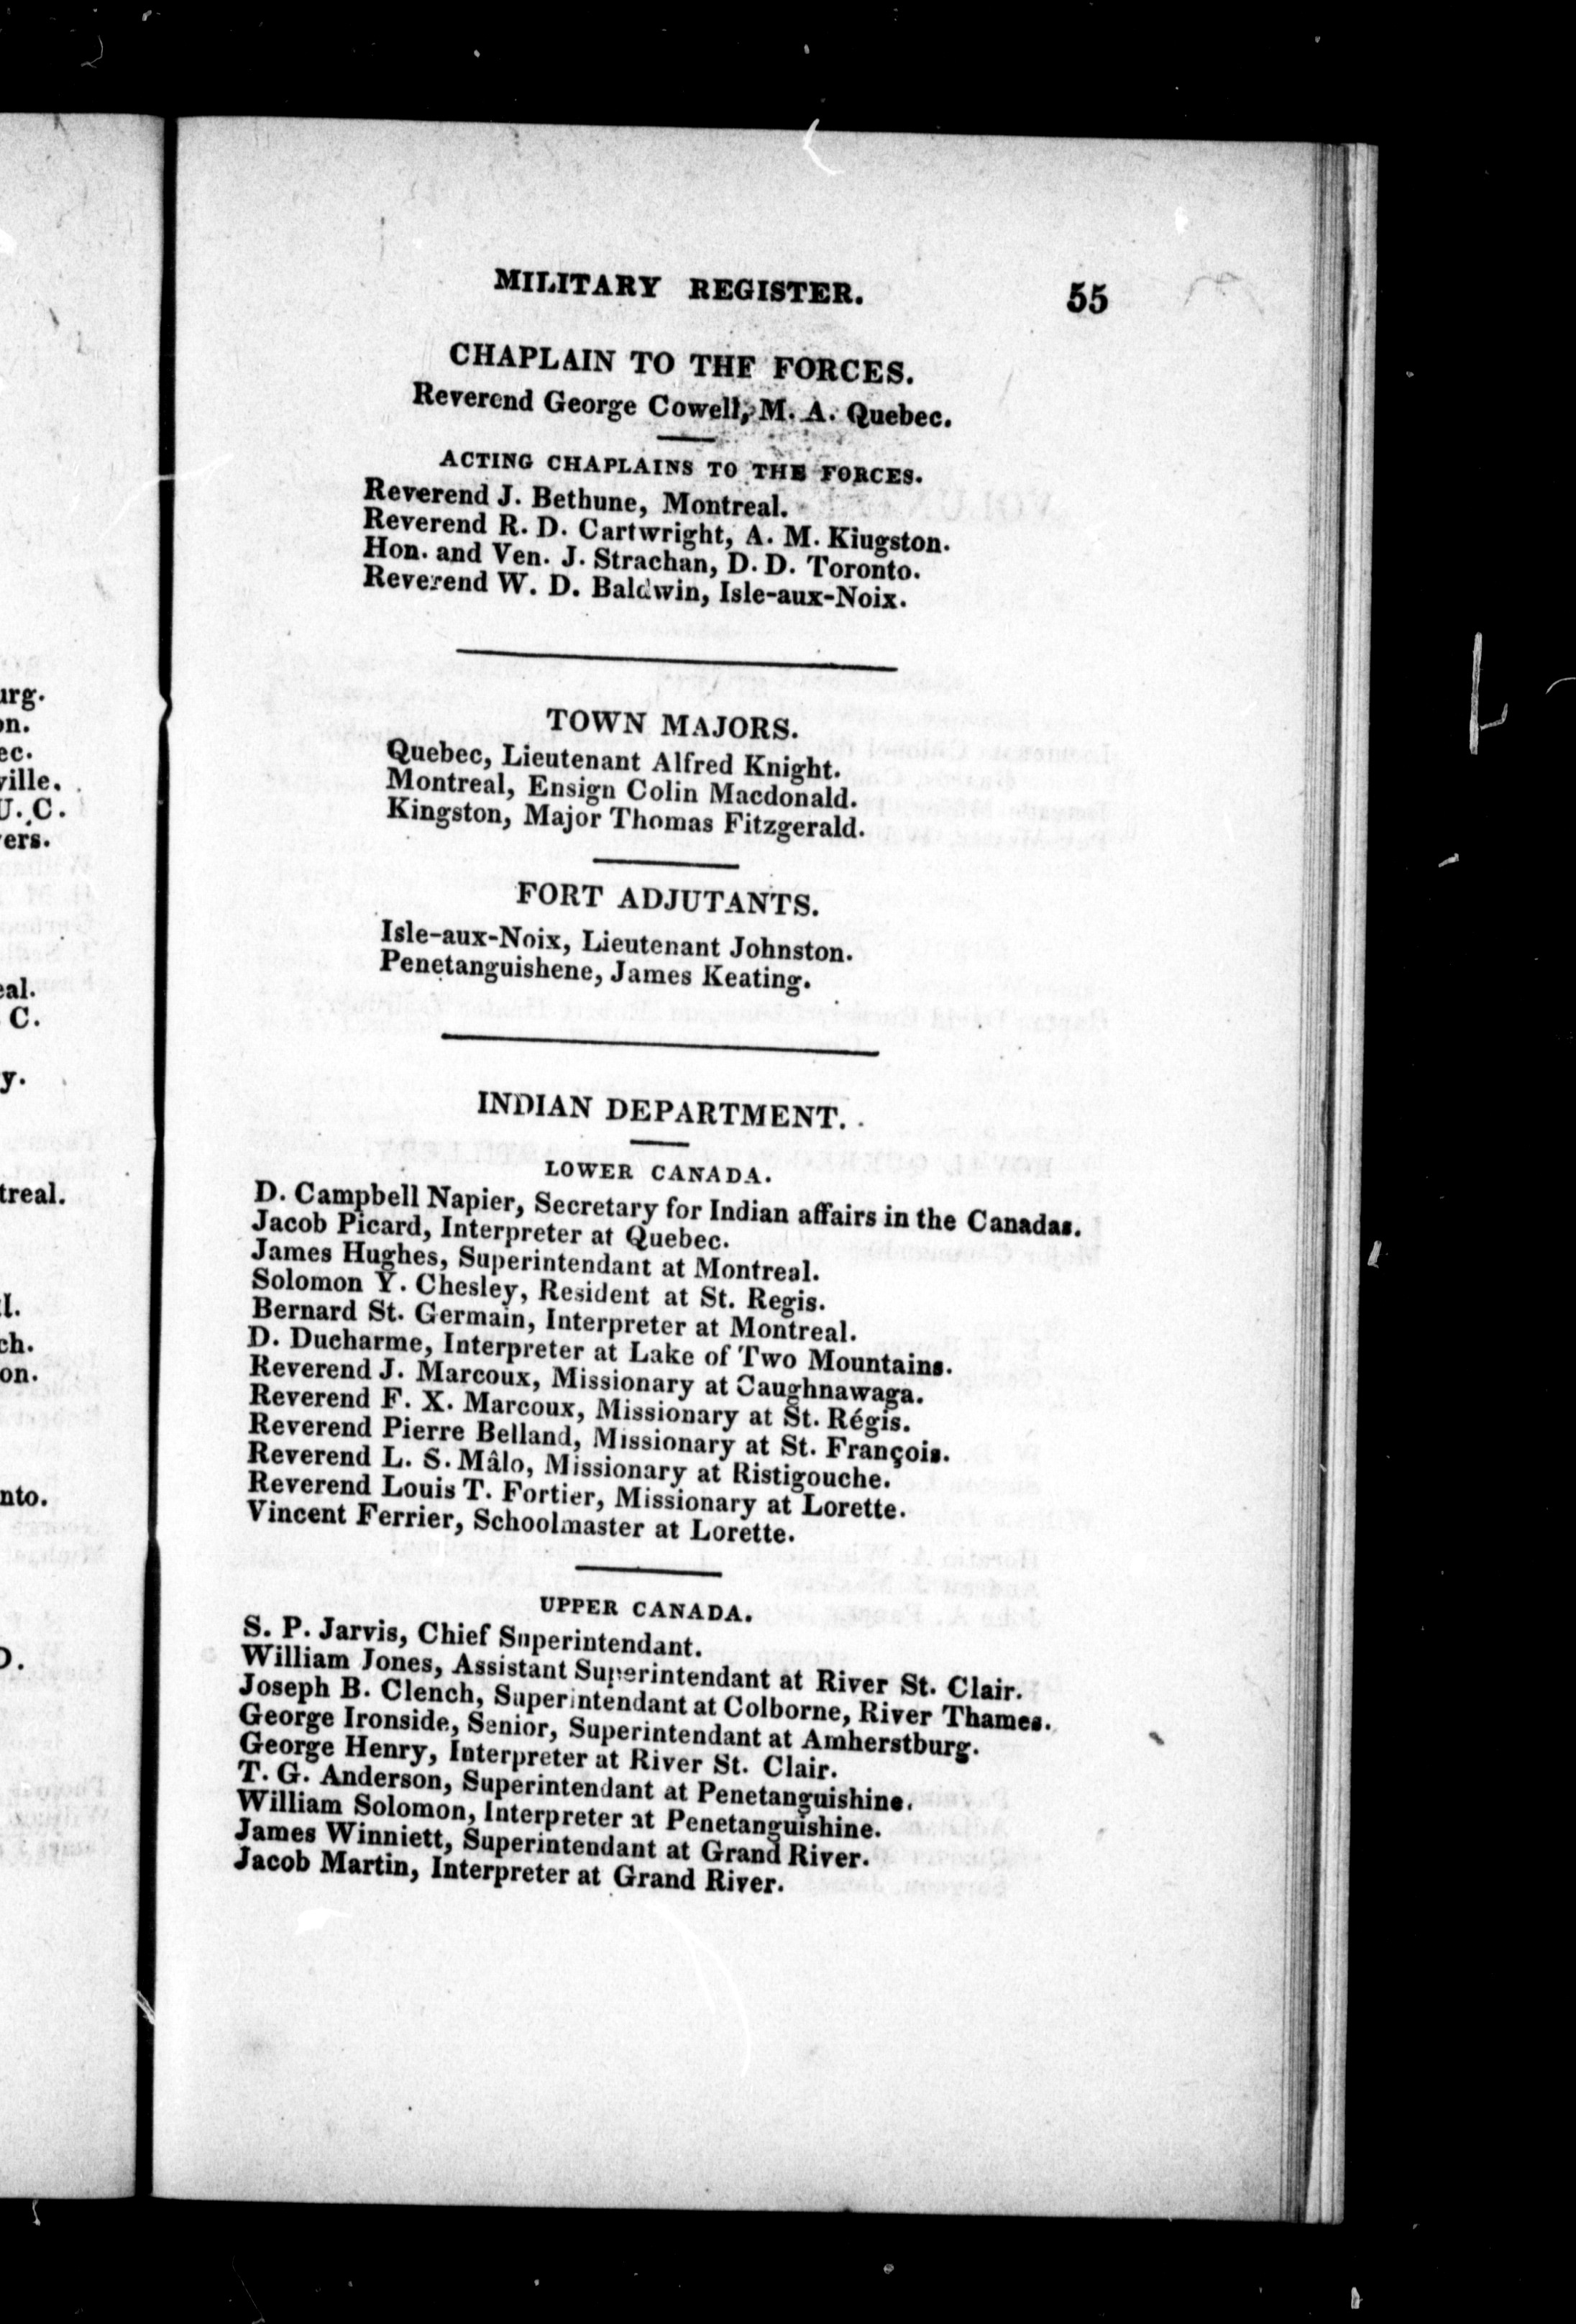 MILITARY REGISTER. 55
CHAPLAIN TO THE FORCES.
Reverend George Cowell, M. A. Quebec.
ACTING CHAPLAINS TO THE FORCES.
Reverend J. Bethune, Montreal.
Reverend R. D. Cartwright, A. M. Kiugston.
Hon. and Ven. J. Strachan, D. D. Toronto.
Reverend W. D. Baldwin, Isle-aux-Noix.
TOWN MAJORS.
Quebec, Lieutenant Alfred Knight.
Montreal, Ensign Colin Macdonald.
Kingston, Major Thomas Fitzgerald.
FORT ADJUTANTS.
Isle-aux-Noix, Lieutenant Johnston.
Penetanguishene, James Keating.
INDIAN DEPARTMENT.
LOWER CANADA.
D. Campbell Napier, Secretary for Indian affairs in the Canadas.
Jacob Picard, Interpreter at Quebec.
James Hughes, Superintendant at Montreal.
Solomon Y. Chesley, Resident at St. Regis.
Bernard St. Germain, Interpreter at Montreal.
D. Ducharme, Interpreter at Lake of Two Mountains.
Reverend J. Marcoux, Missionary at Caughnawaga.
Reverend F. X. Marcoux, Missionary at St. Régis.
Reverend Pierre Belland, Missionary at St. François.
Reverend L. S. Mâlo, Missionary at Ristigouche.
Reverend Louis T. Fortier, Missionary at Lorette.
Vincent Ferrier, Schoolmaster at Lorette.
UPPER CANADA.
S. P. Jarvis, Chief Superintendant.
William Jones, Assistant Superintendant at River St. Clair.
Joseph B. Clench, Superintendant at Colborne, River Thames.
George Ironside, Senior, Superintendant at Amherstburg.
George Henry, Interpreter at River St. Clair.
T. G. Anderson, Superintendant at Penetanguishine.
William Solomon, Interpreter at Penetanguishine.
James Winniett, Superintendant at Grand River.
Jacob Martin, Interpreter at Grand River.